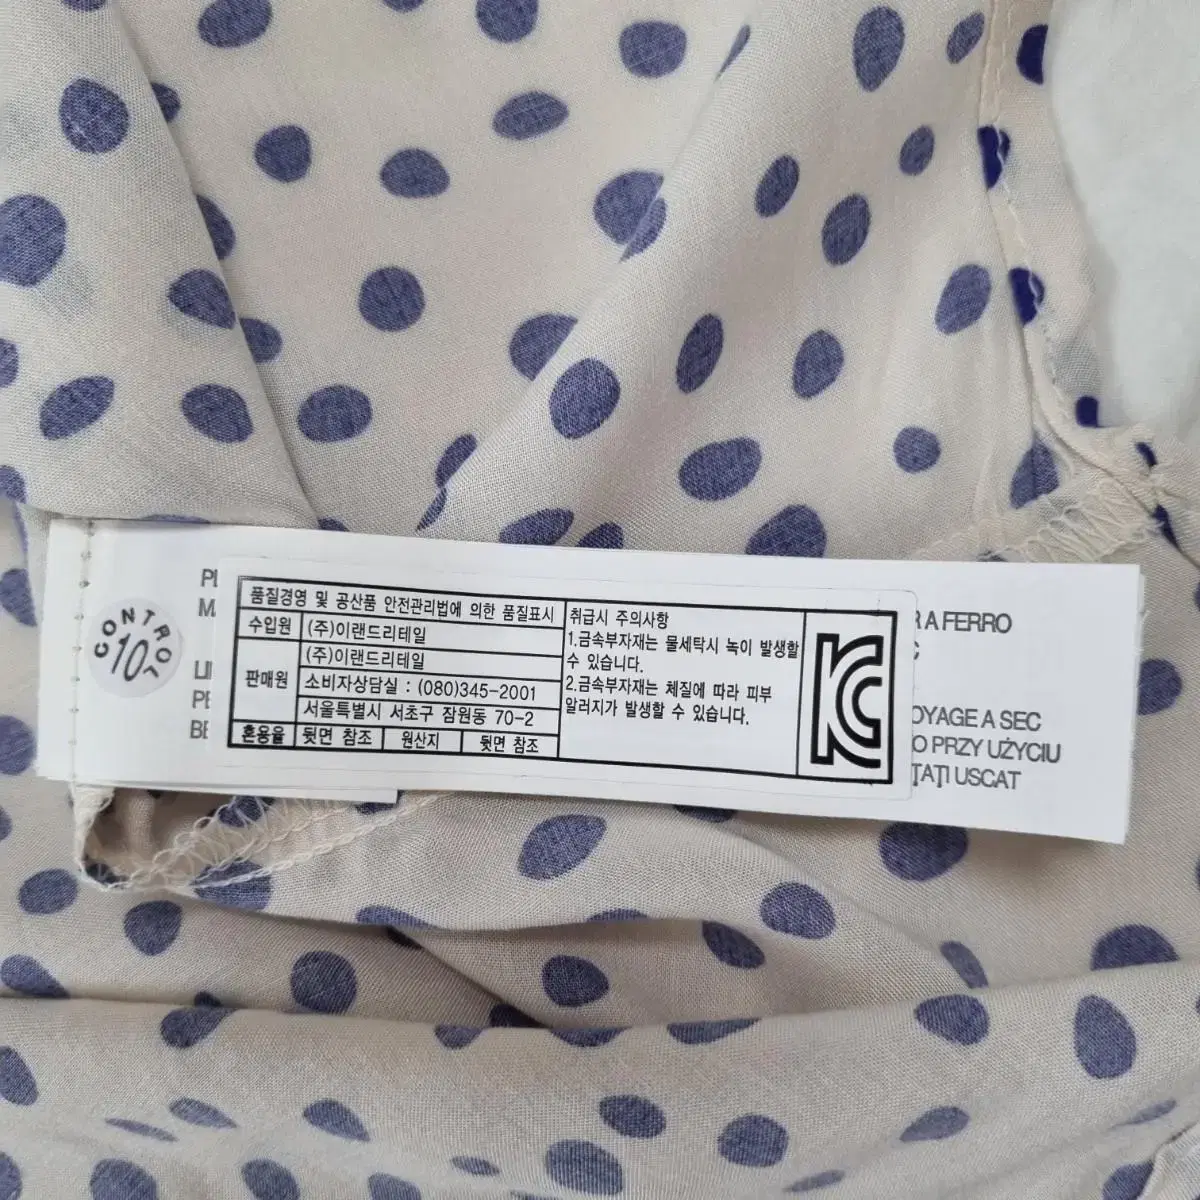 CONTROL
10
품질경영 및 공산품 안전관리법에 의한 품질표시
수입원 (주)이랜드리테일
판매원 (주)이랜드리테일
소비자상담실 : (080)345-2001
서울특별시 서초구 잠원동 70-2
혼용율 뒷면 참조 원산지 뒷면 참조
취급시 주의사항
1.금속부자재는 물세탁시 녹이 발생할
수 있습니다.
2.금속부자재는 체질에 따라 피부
알러지가 발생할 수 있습니다.
A FERRO
A SEC
PRZY UŻYCIU
USCAT